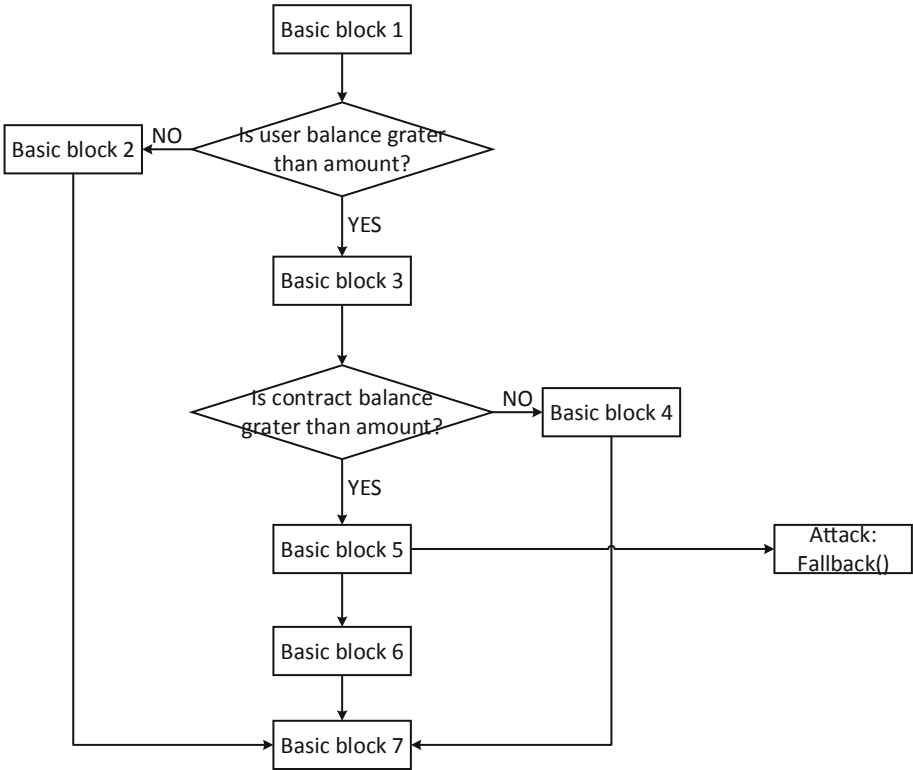 Basic block 1
Is user balance grater
than amount?
NO
Basic block 2
YES
Basic block 3
Is contract balance
grater than amount?
NO
Basic block 4
YES
Basic block 5
Attack:
Fallback()
Basic block 6
Basic block 7